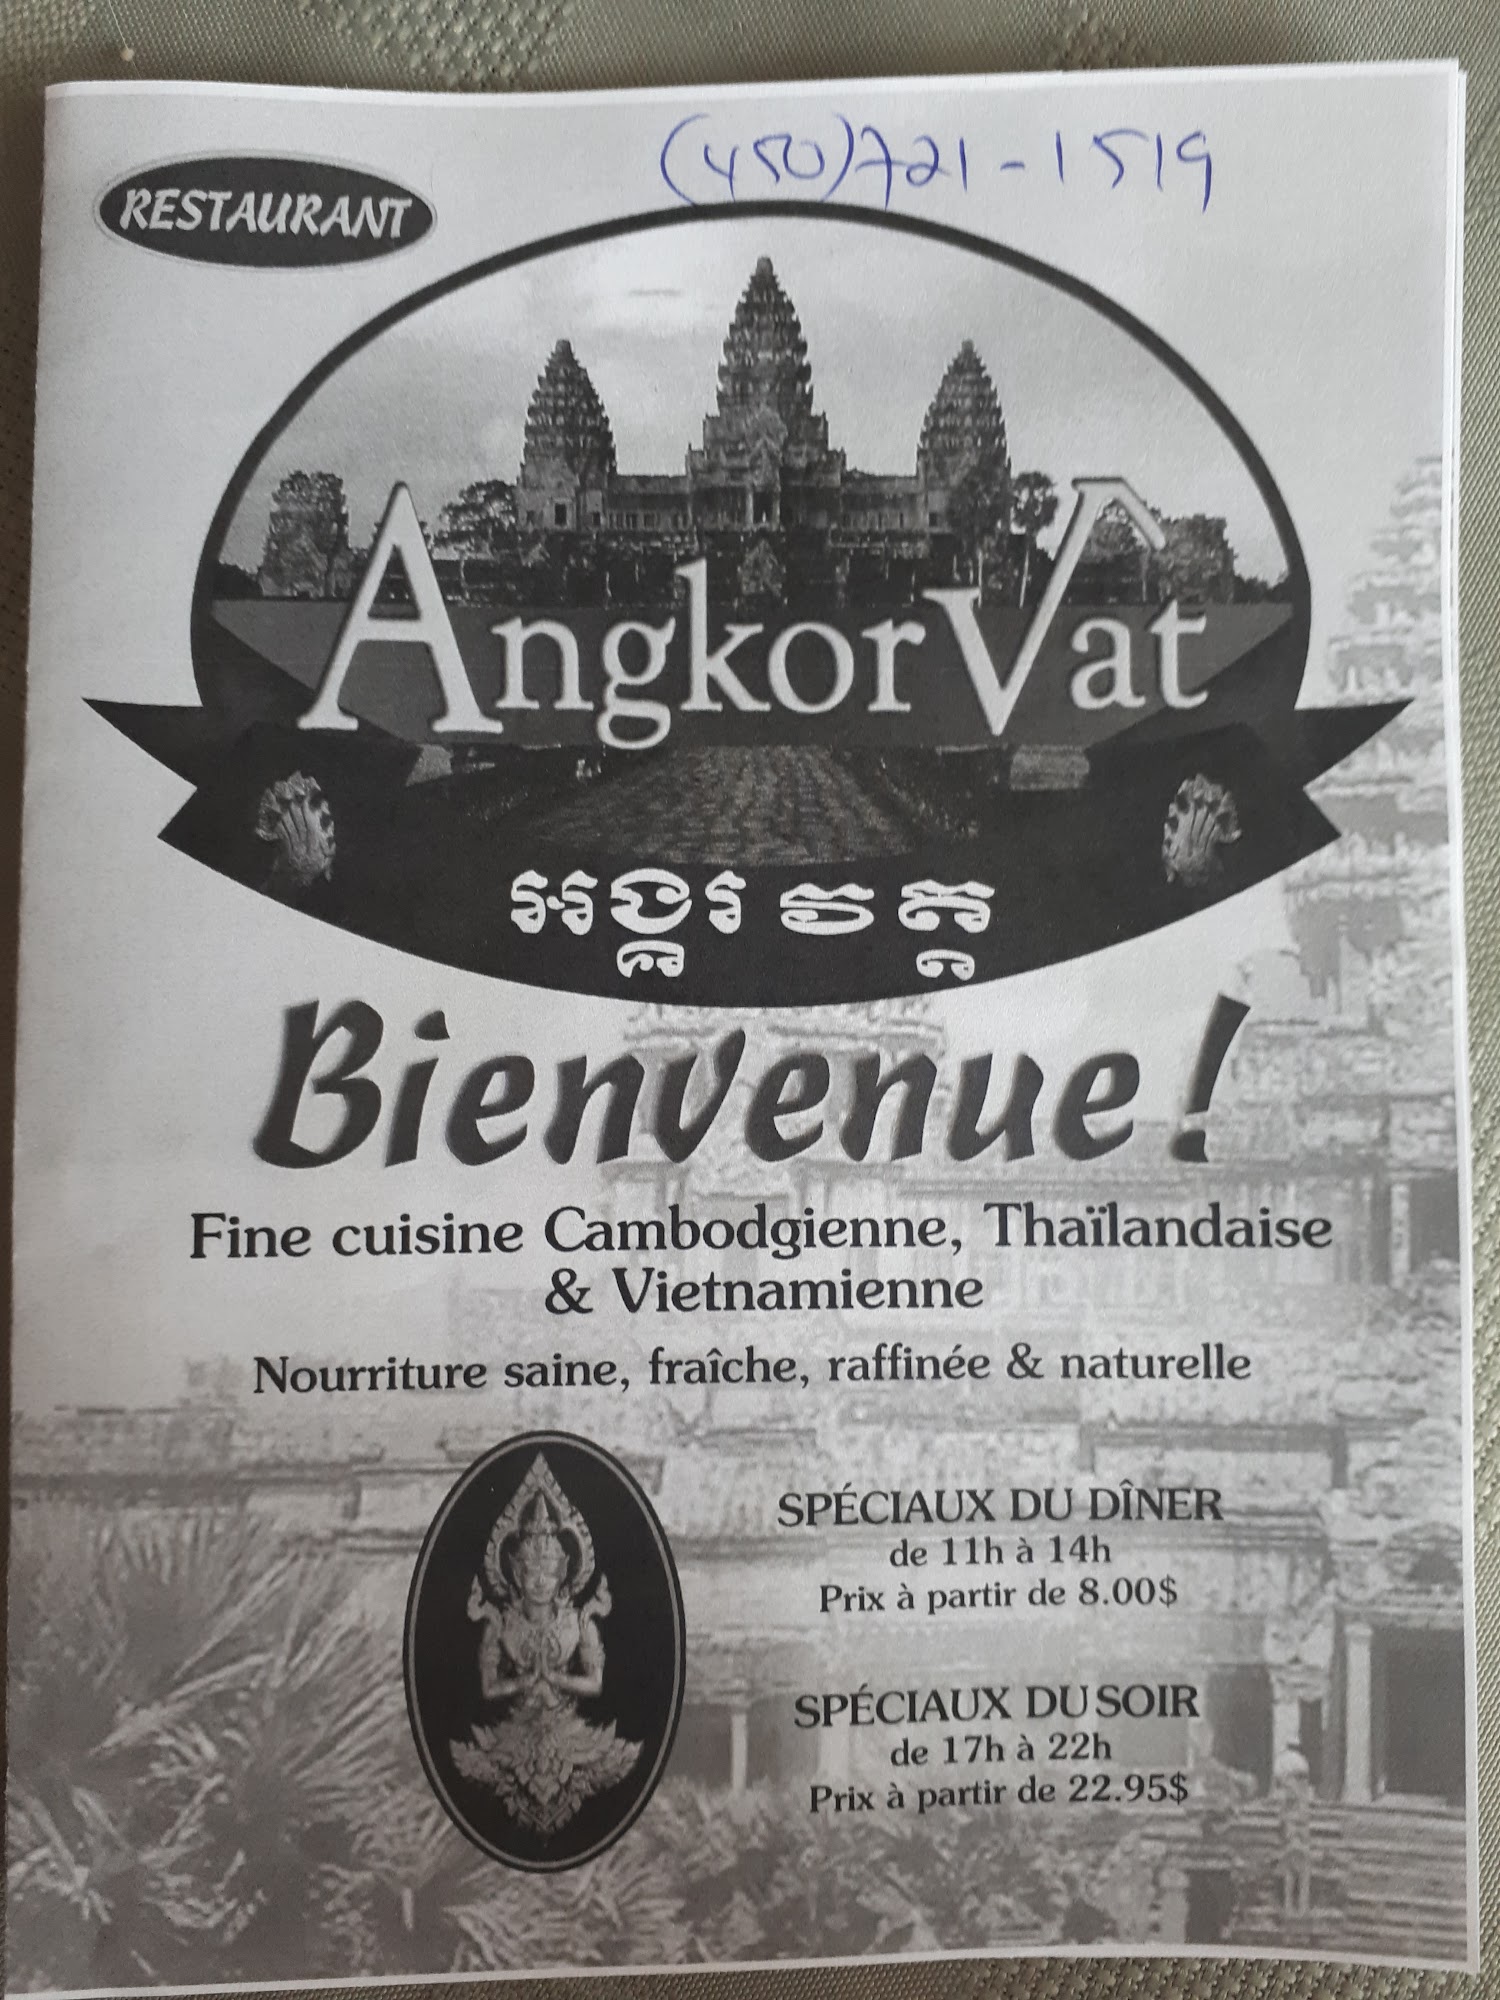 (450)721-1519
RESTAURANT
Angkor Vat
អង្គរវត្ត
Bienvenue!
Fine cuisine Cambodgienne, Thaïlandaise
& Vietnamienne
Nourriture saine, fraîche, raffinée & naturelle
SPÉCIAUX DU DÎNER
de 11h à 14h
Prix à partir de 8.00$
SPÉCIAUX DU SOIR
de 17h à 22h
Prix à partir de 22.95$